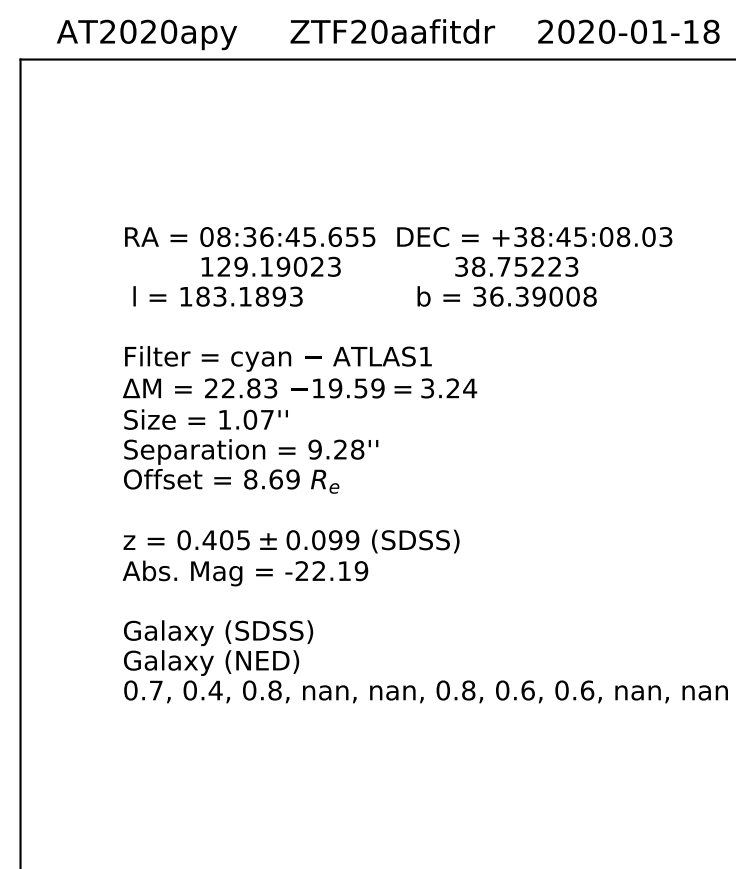 AT2020apy ZTF20aafitdr 2020-01-18
RA = 08:36:45.655 DEC = +38:45:08.03
129.19023 38.75223
l = 183.1893 b = 36.39008
Filter = cyan − ATLAS1
ΔM = 22.83 −19.59 = 3.24
Size = 1.07''
Separation = 9.28''
Offset = 8.69 Re
z = 0.405 ± 0.099 (SDSS)
Abs. Mag = -22.19
Galaxy (SDSS)
Galaxy (NED)
0.7, 0.4, 0.8, nan, nan, 0.8, 0.6, 0.6, nan, nan